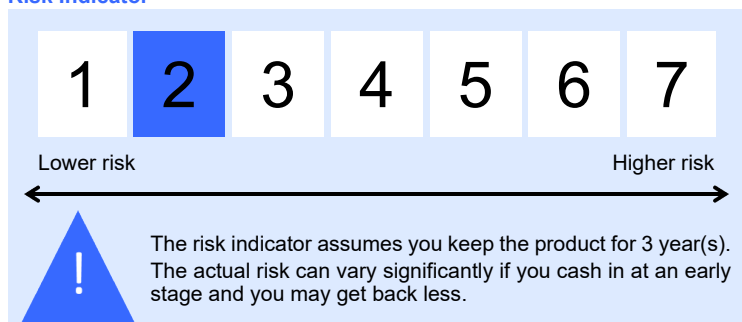 Risk Indicator
1 2 3 4 5 6 7
Lower risk Higher risk
!
The risk indicator assumes you keep the product for 3 year(s).
The actual risk can vary significantly if you cash in at an early
stage and you may get back less.